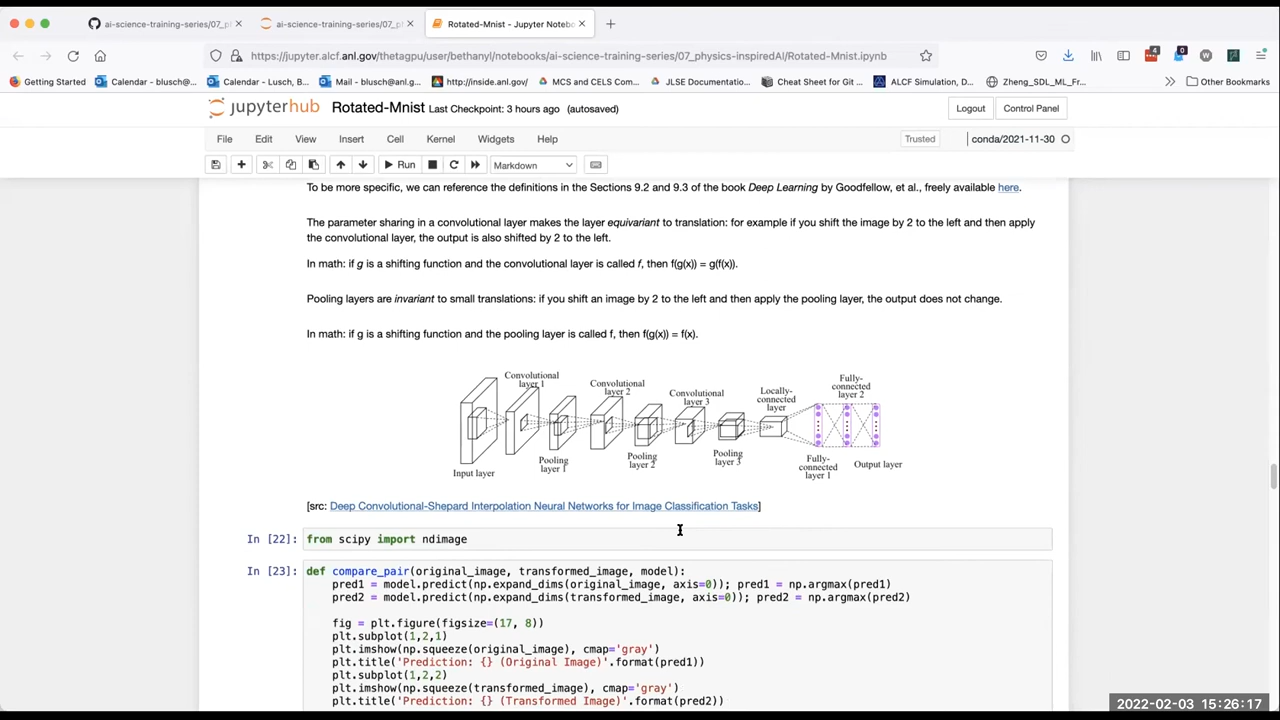 ai-science-training-series/07_pl
ai-science-training-series/07_p
Rotated-Mnist - Jupyter Notebo
https://jupyter.alcf.anl.gov/thetagpu/user/bethanyl/notebooks/ai-science-training-series/07_physics-inspiredAI/Rotated-Mnist.ipynb
4
0
Getting Started
Calendar - blusch@...
Calendar - Lusch, B...
Mail - blusch@anl.g...
http://inside.anl.gov/
MCS and CELS Com...
JLSE Documentatio...
Cheat Sheet for Git ...
ALCF Simulation, D...
Zheng_SDL_ML_Fr...
Other Bookmarks
jupyterhub Rotated-Mnist Last Checkpoint: 3 hours ago (autosaved)
Logout Control Panel
File Edit View Insert Cell Kernel Widgets Help
Trusted conda/2021-11-30
Run
Markdown
To be more specific, we can reference the definitions in the Sections 9.2 and 9.3 of the book Deep Learning by Goodfellow, et al., freely available here.
The parameter sharing in a convolutional layer makes the layer equivariant to translation: for example if you shift the image by 2 to the left and then apply
the convolutional layer, the output is also shifted by 2 to the left.
In math: if g is a shifting function and the convolutional layer is called f, then f(g(x)) = g(f(x)).
Pooling layers are invariant to small translations: if you shift an image by 2 to the left and then apply the pooling layer, the output does not change.
In math: if g is a shifting function and the pooling layer is called f, then f(g(x)) = f(x).
Input layer
Convolutional
layer 1
Pooling
layer 1
Convolutional
layer 2
Pooling
layer 2
Convolutional
layer 3
Pooling
layer 3
Locally-
connected
layer
Fully-
connected
layer 1
Fully-
connected
layer 2
Output layer
[src: Deep Convolutional-Shepard Interpolation Neural Networks for Image Classification Tasks]
In [22]: from scipy import ndimage
In [23]: def compare_pair(original_image, transformed_image, model):
pred1 = model.predict(np.expand_dims(original_image, axis=0)); pred1 = np.argmax(pred1)
pred2 = model.predict(np.expand_dims(transformed_image, axis=0)); pred2 = np.argmax(pred2)
fig = plt.figure(figsize=(17, 8))
plt.subplot(1,2,1)
plt.imshow(np.squeeze(original_image), cmap='gray')
plt.title('Prediction: {} (Original Image)'.format(pred1))
plt.subplot(1,2,2)
plt.imshow(np.squeeze(transformed_image), cmap='gray')
plt.title('Prediction: {} (Transformed Image)'.format(pred2))
2022-02-03 15:26:17